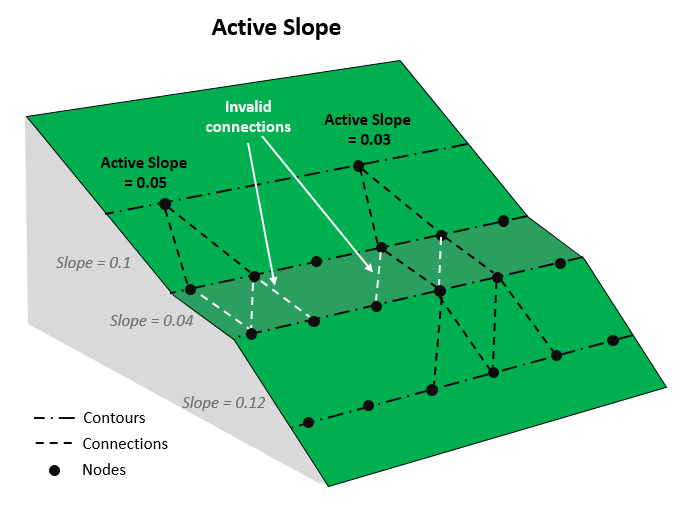 Active Slope
Invalid
connections
Active Slope
= 0.03
Active Slope
= 0.05
Slope = 0.1
Slope = 0.04
Slope = 0.12
Contours
Connections
Nodes